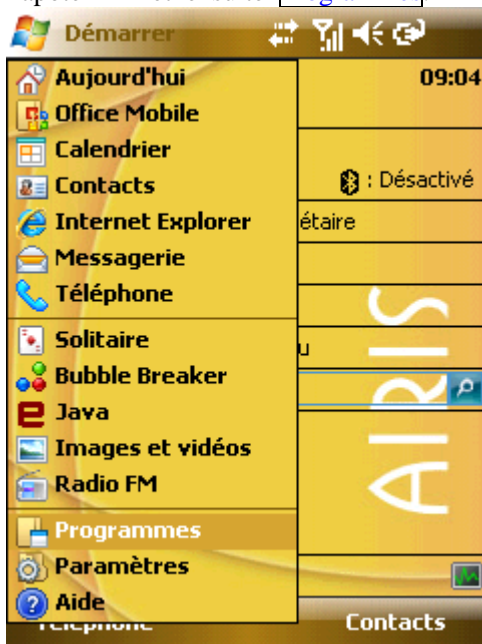 Démarrer
Aujourd'hui
09:04
Office Mobile
Calendrier
Contacts
: Désactivé
Internet Explorer
étaire
Messagerie
Téléphone
Solitaire
u
Bubble Breaker
Java
Images et vidéos
Radio FM
AIRIS
Programmes
Paramètres
Aide
Téléphone
Contacts